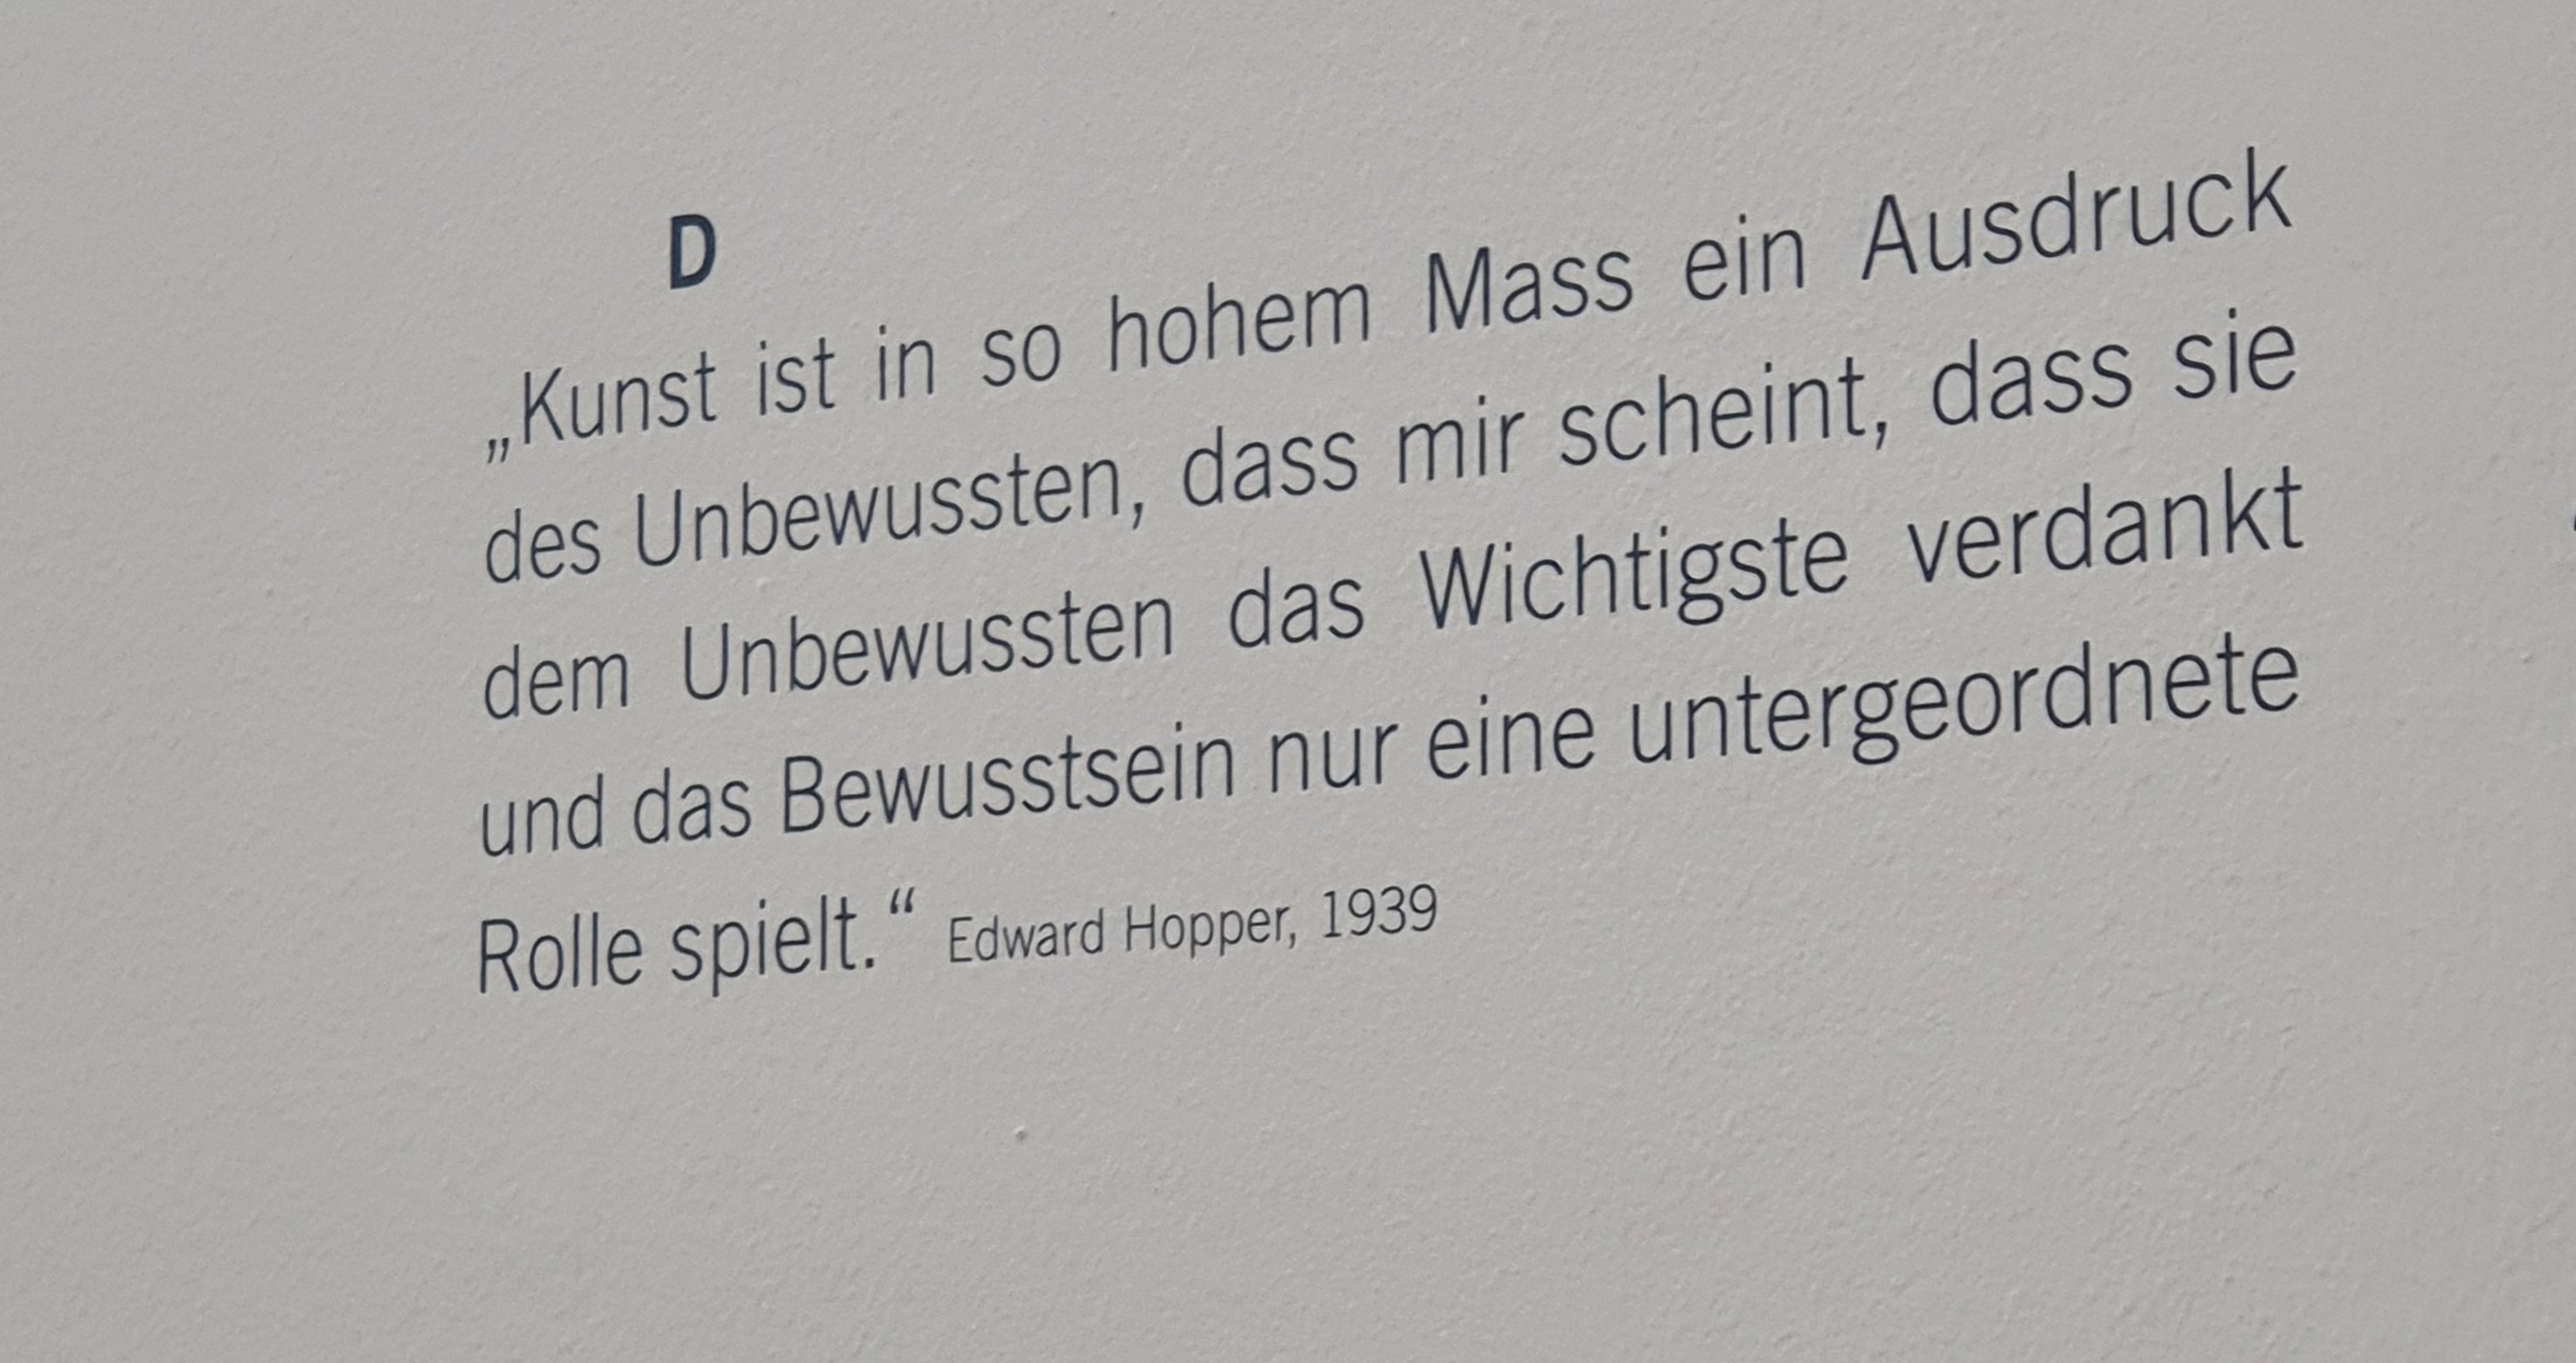 D
„Kunst ist in so hohem Mass ein Ausdruck
des Unbewussten, dass mir scheint, dass sie
dem Unbewussten das Wichtigste verdankt
und das Bewusstsein nur eine untergeordnete
Rolle spielt.“ Edward Hopper, 1939